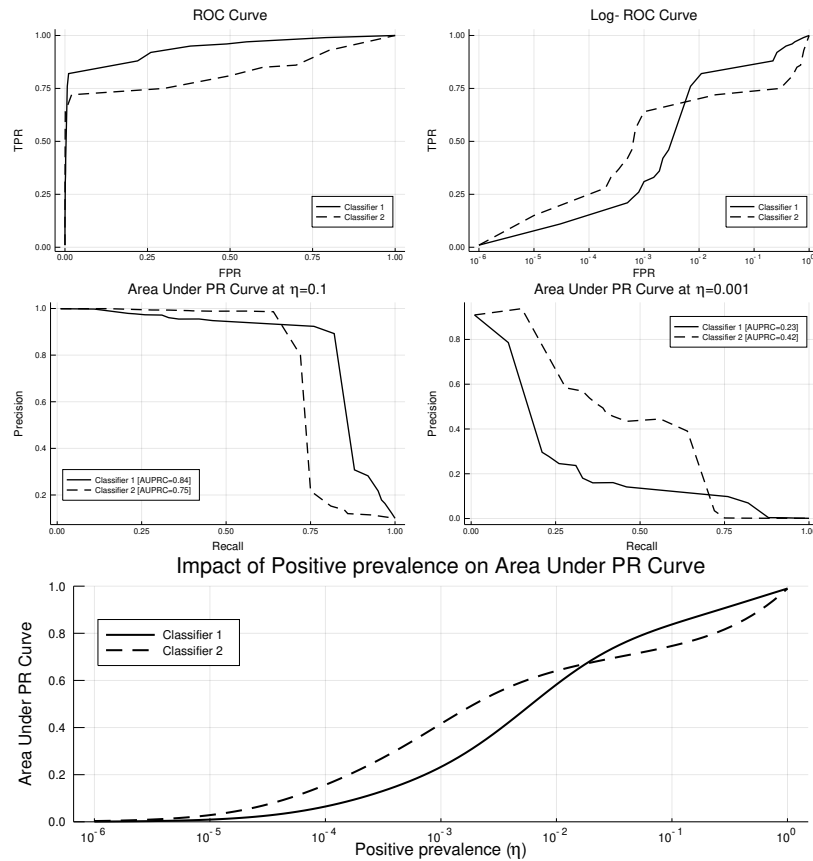 ROC Curve
1.00
0.75
0.50
0.25
0.00
TPR
0.00
0.25
0.50
0.75
1.00
FPR
Classifier 1
Classifier 2
Log- ROC Curve
1.00
0.75
0.50
0.25
0.00
TPR
10⁻⁶
10⁻⁵
10⁻⁴
10⁻³
10⁻²
10⁻¹
10⁰
FPR
Classifier 1
Classifier 2
Area Under PR Curve at η=0.1
1.0
0.8
0.6
0.4
0.2
Precision
0.00
0.25
0.50
0.75
1.00
Recall
Classifier 1 [AUPRC=0.84]
Classifier 2 [AUPRC=0.75]
Area Under PR Curve at η=0.001
0.8
0.6
0.4
0.2
0.0
Precision
0.00
0.25
0.50
0.75
1.00
Recall
Classifier 1 [AUPRC=0.23]
Classifier 2 [AUPRC=0.42]
Impact of Positive prevalence on Area Under PR Curve
1.0
0.8
0.6
0.4
0.2
0.0
Area Under PR Curve
Classifier 1
Classifier 2
10⁻⁶
10⁻⁵
10⁻⁴
10⁻³
10⁻²
10⁻¹
10⁰
Positive prevalence (η)